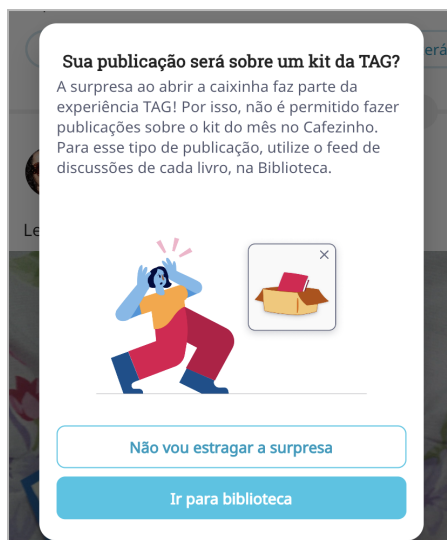 erá
Sua publicação será sobre um kit da TAG?
A surpresa ao abrir a caixinha faz parte da
experiência TAG! Por isso, não é permitido fazer
publicações sobre o kit do mês no Cafezinho.
Para esse tipo de publicação, utilize o feed de
discussões de cada livro, na Biblioteca.
Le
Não vou estragar a surpresa
Ir para biblioteca